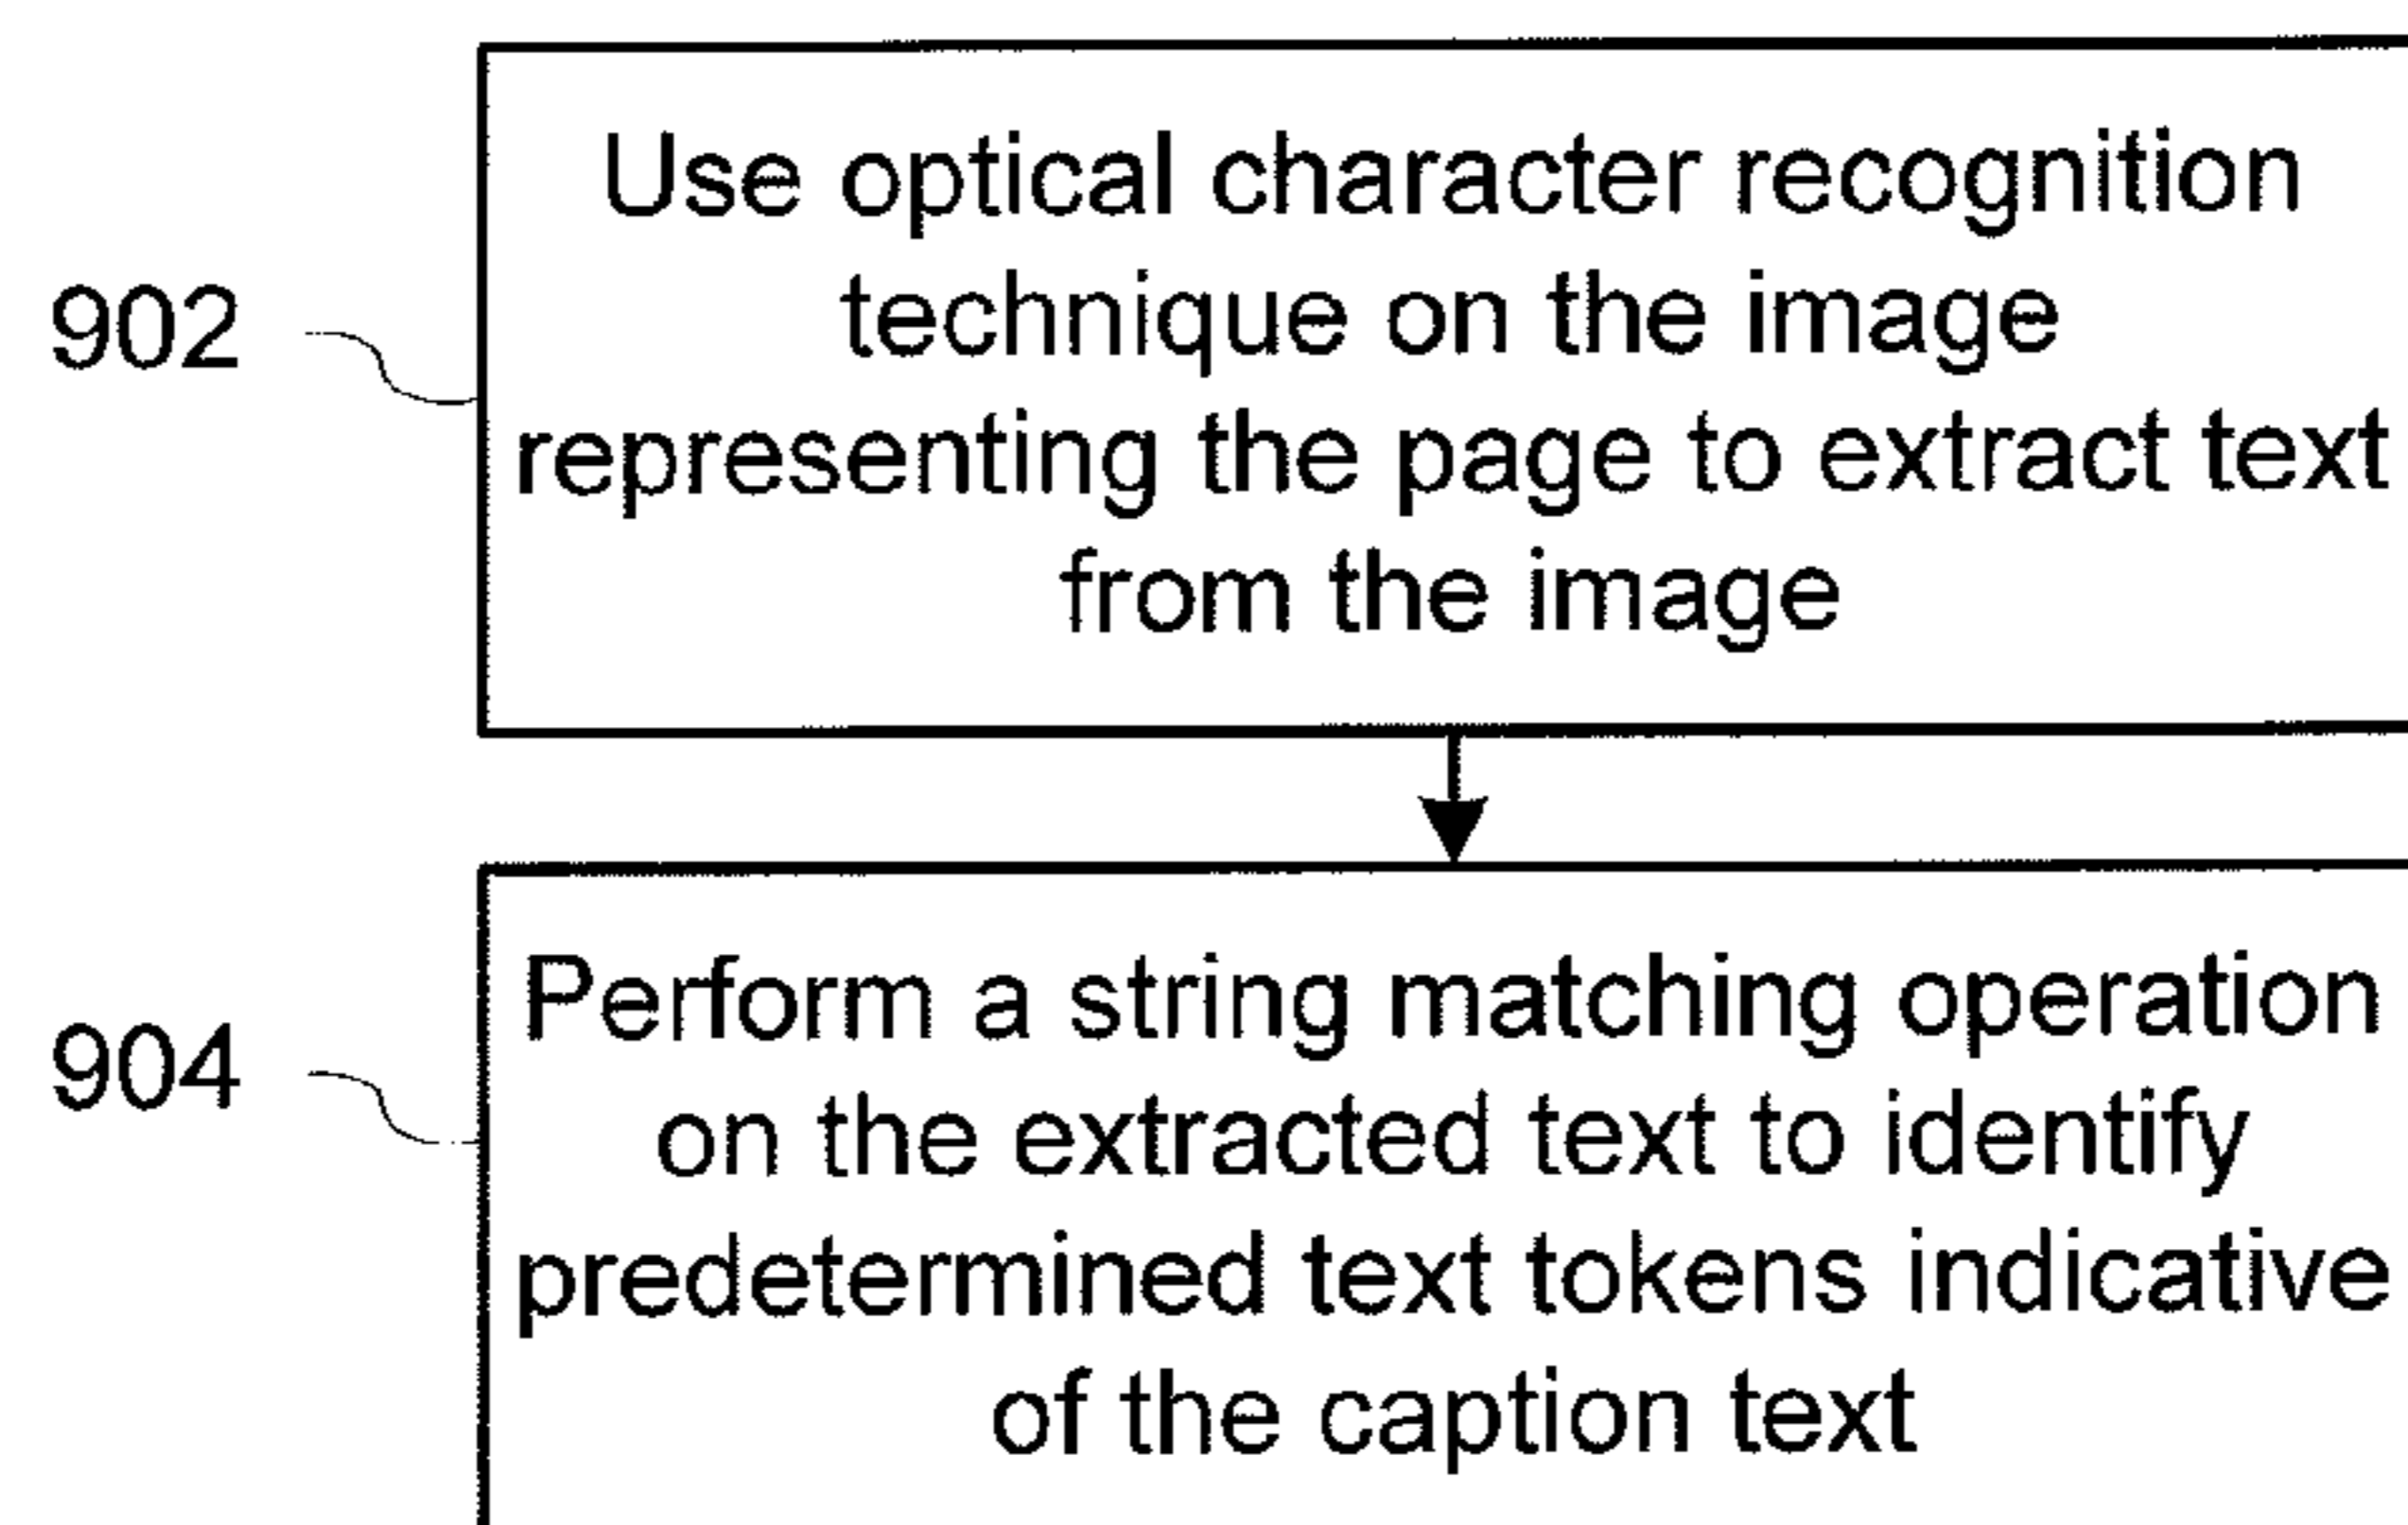 Use optical character recognition
technique on the image
902
representing the page to extract text
from the image
Perform a string matching operation
904
on the extracted text to identify
predetermined text tokens indicative
of the caption text